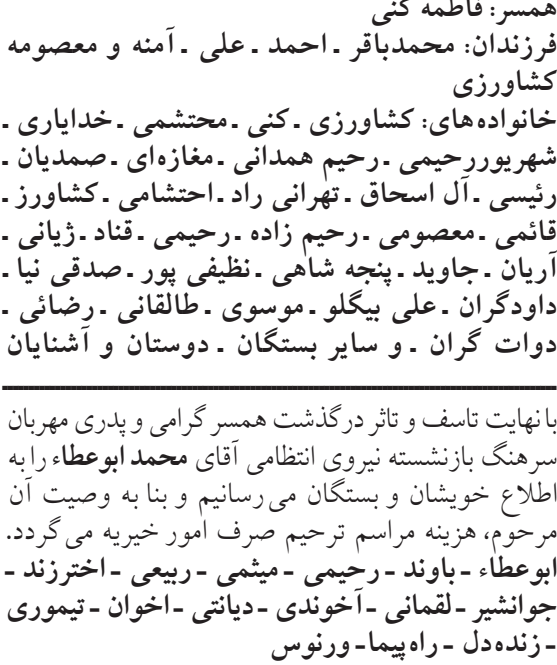 همسر: فاطمه کنی
فرزندان: محمدباقر ـ احمد ـ علی ـ آمنه و معصومه
کشاورزی
خانواده‌های: کشاورزی ـ کنی ـ محتشمی ـ خدایاری ـ
شهریوررحیمی ـ رحیم همدانی ـ مغازه‌ای ـ صمدیان ـ
رئیسی ـ آل اسحاق ـ تهرانی راد ـ احتشامی ـ کشاورز ـ
قائمی ـ معصومی ـ رحیم زاده ـ رحیمی ـ قناد ـ ژیانی ـ
آریان ـ جاوید ـ پنجه شاهی ـ نظیفی پور ـ صدقی نیا ـ
داودگران ـ علی بیگلو ـ موسوی ـ طالقانی ـ رضائی ـ
دوات گران ـ و سایر بستگان ـ دوستان و آشنایان
با نهایت تاسف و تاثر درگذشت همسر گرامی و پدری مهربان
سرهنگ بازنشسته نیروی انتظامی آقای محمد ابوعطاء را به
اطلاع خویشان و بستگان می‌رسانیم و بنا به وصیت آن
مرحوم، هزینه مراسم ترحیم صرف امور خیریه می‌گردد.
ابوعطاء ـ باوند ـ رحیمی ـ میثمی ـ ربیعی ـ اخترزند ـ
جوانشیر ـ لقمانی ـ آخوندی ـ دیانتی ـ اخوان ـ تیموری
ـ زنده‌دل ـ راه‌پیما ـ ورنوس